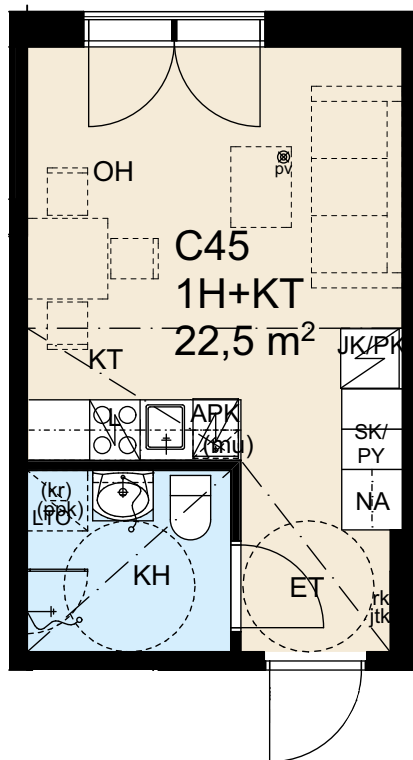 OH
pv
C45
1H+KT
22,5 m²
KT
JK/PK
L
APK
(mu)
SK/
PY
NA
(kr)
(ppk)
LTO
KH
ET
rk
jtk